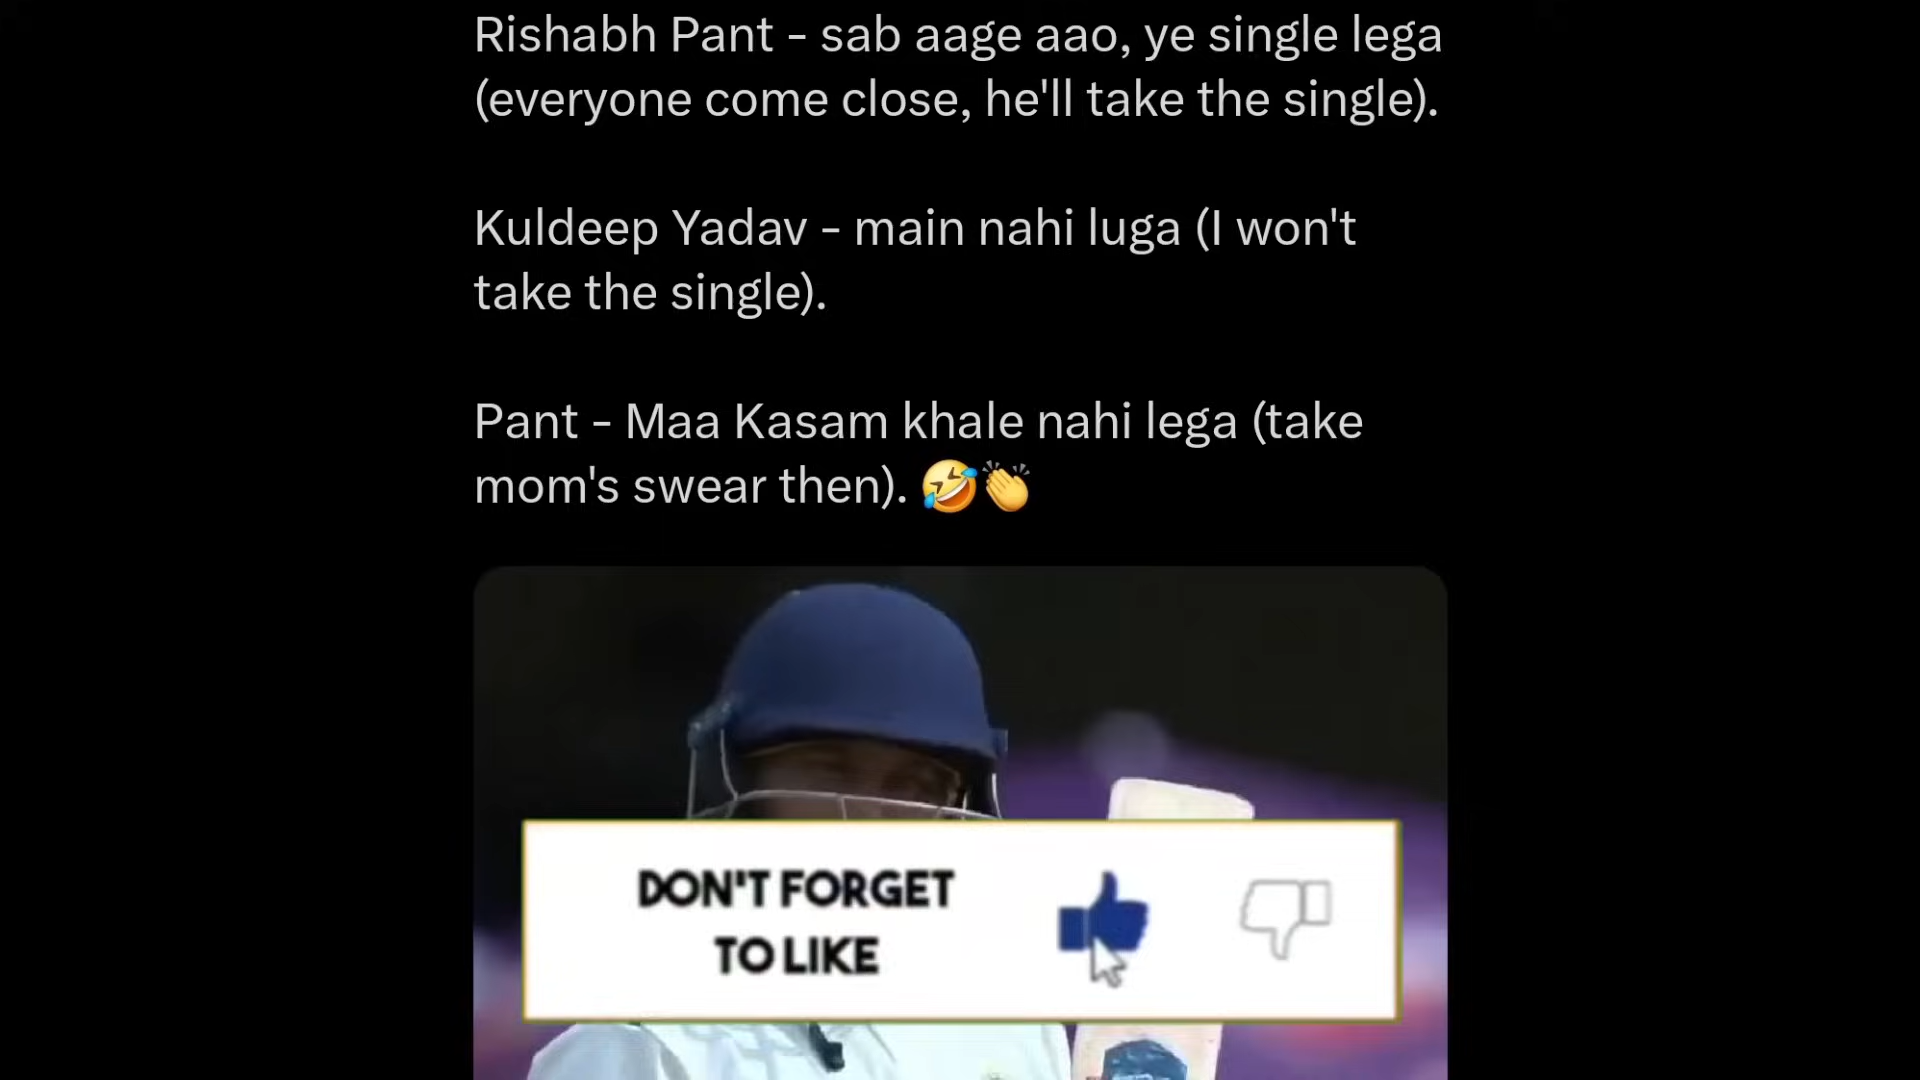 Rishabh Pant - sab aage aao, ye single lega
(everyone come close, he'll take the single).
Kuldeep Yadav - main nahi luga (I won't
take the single).
Pant - Maa Kasam khale nahi lega (take
mom's swear then). 🤣👏
DON'T FORGET
TO LIKE